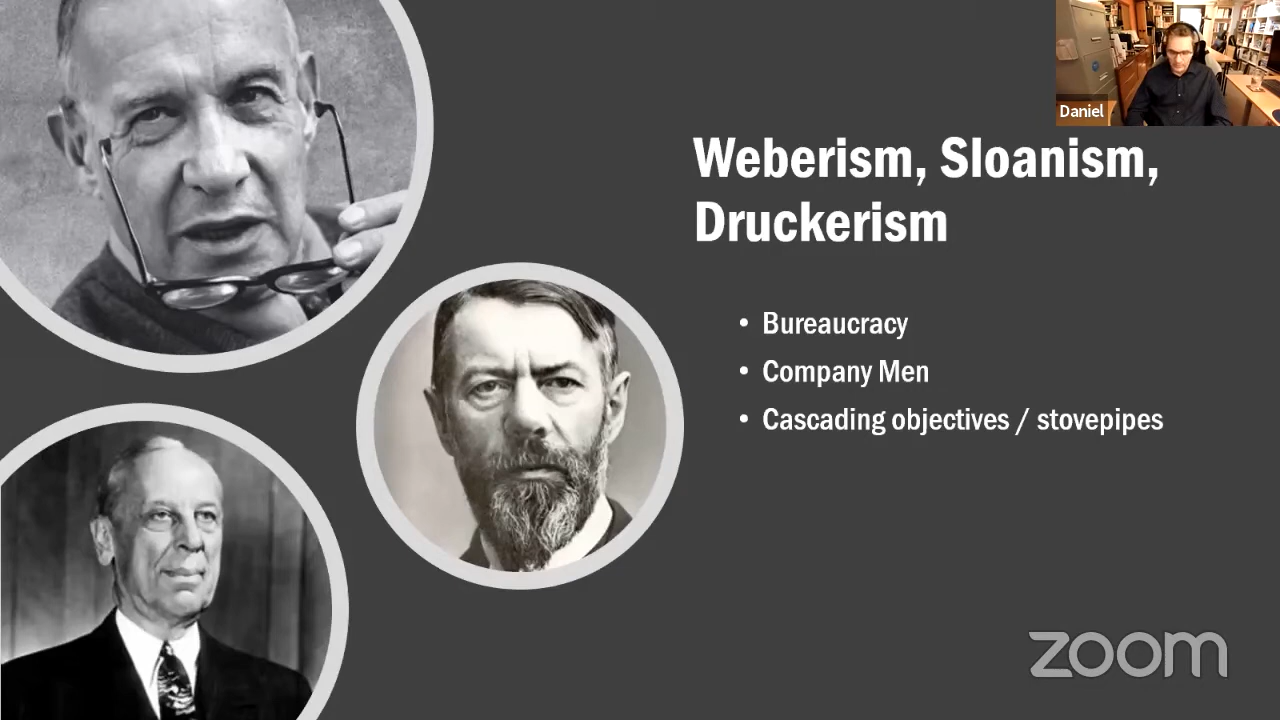 Daniel
Weberism, Sloanism,
Druckerism
• Bureaucracy
• Company Men
• Cascading objectives / stovepipes
zoom